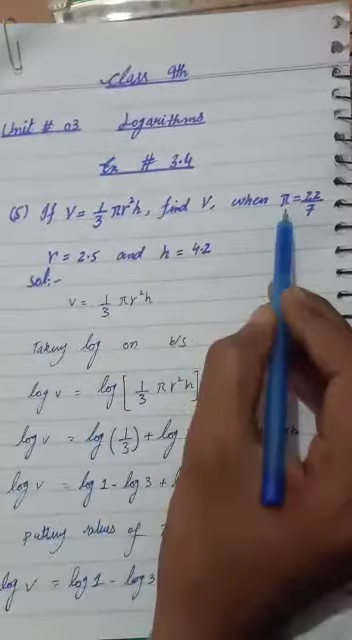 Class 9th
Unit # 03 Logarithms
Ex # 3.4
(5) If V = 1/3 πr²h, find V, when π = 22/7
r = 2.5 and h = 4.2
Sol:-
V = 1/3 πr²h
Taking log on b/s
log V = log[1/3 πr²h]
log V = log(1/3) + log
log V = log 1 - log 3 +
Putting values of
log V = log 1 - log 3